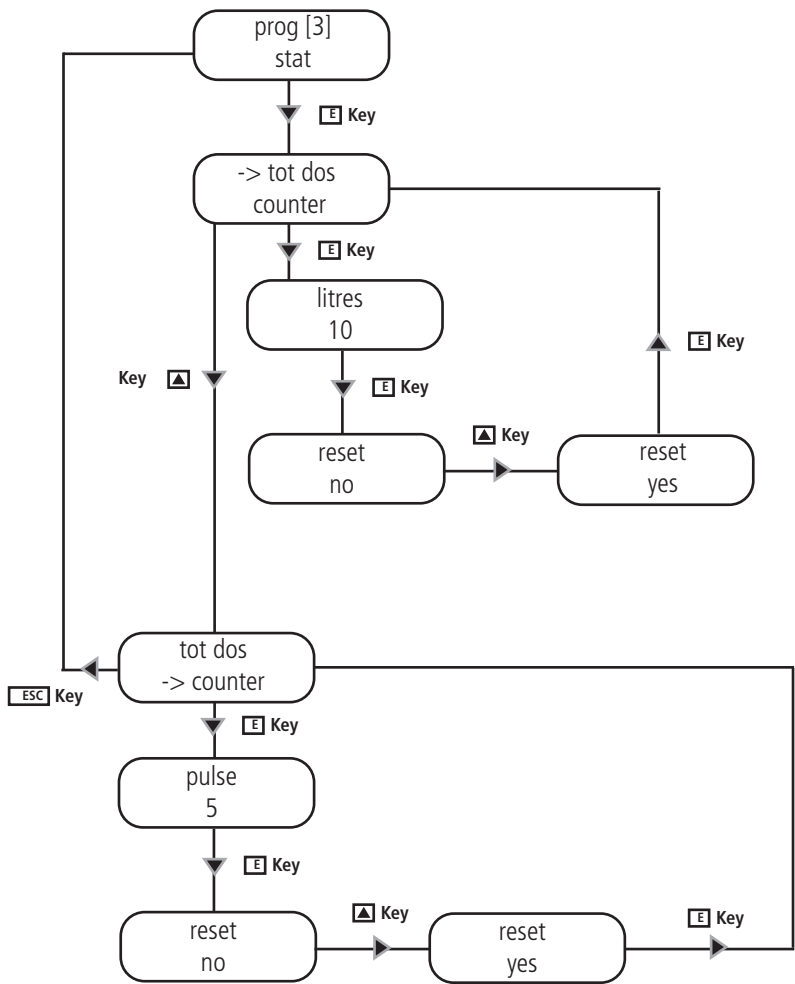 prog [3]
stat
E Key
-> tot dos
counter
E Key
litres
10
E Key
Key
reset
no
Key
reset
yes
E Key
tot dos
-> counter
ESC Key
E Key
pulse
5
E Key
reset
no
Key
reset
yes
E Key